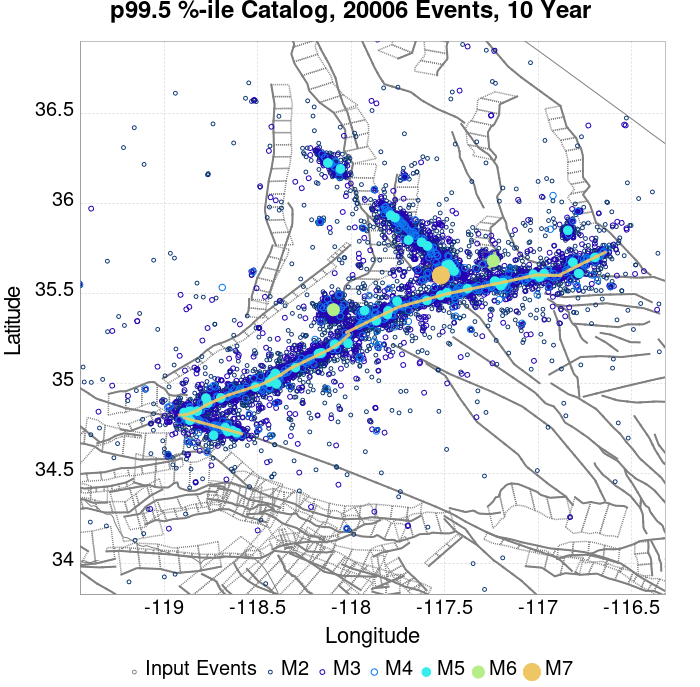 p99.5 %-ile Catalog, 20006 Events, 10 Year
Latitude
36.5
36
35.5
35
34.5
34
-119 -118.5 -118 -117.5 -117 -116.5
Longitude
Input Events M2 M3 M4 M5 M6 M7